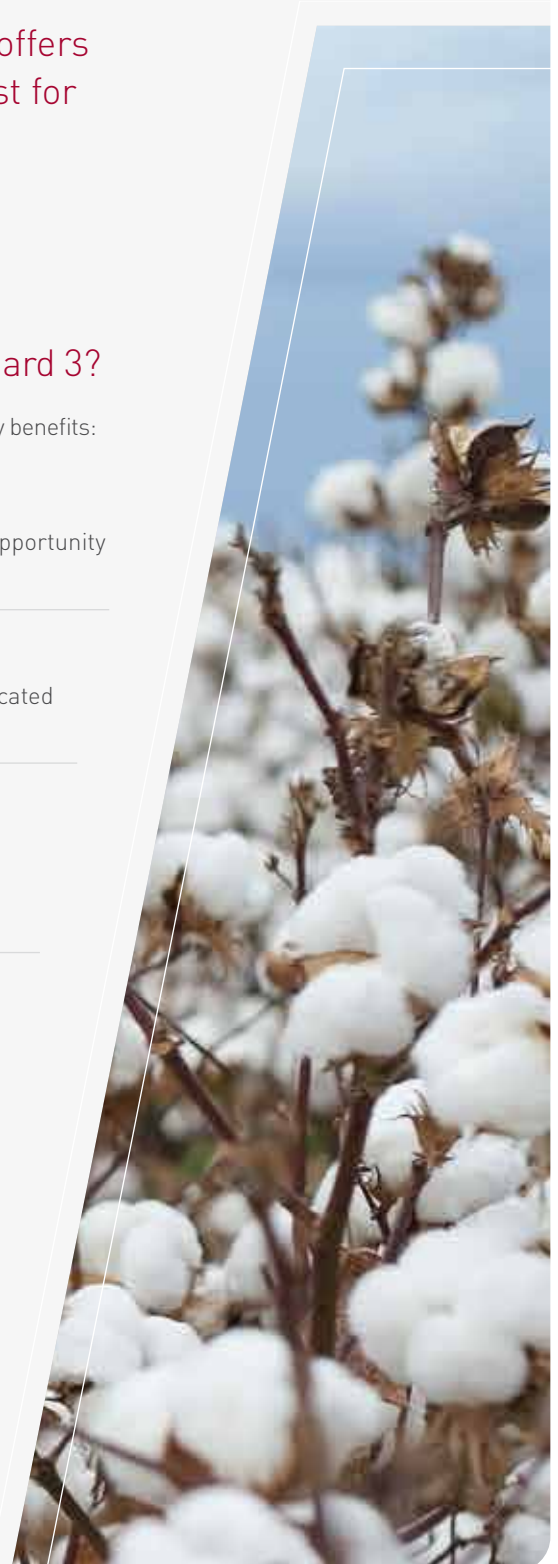 offers
st for
ard 3?
y benefits:
pportunity
cated